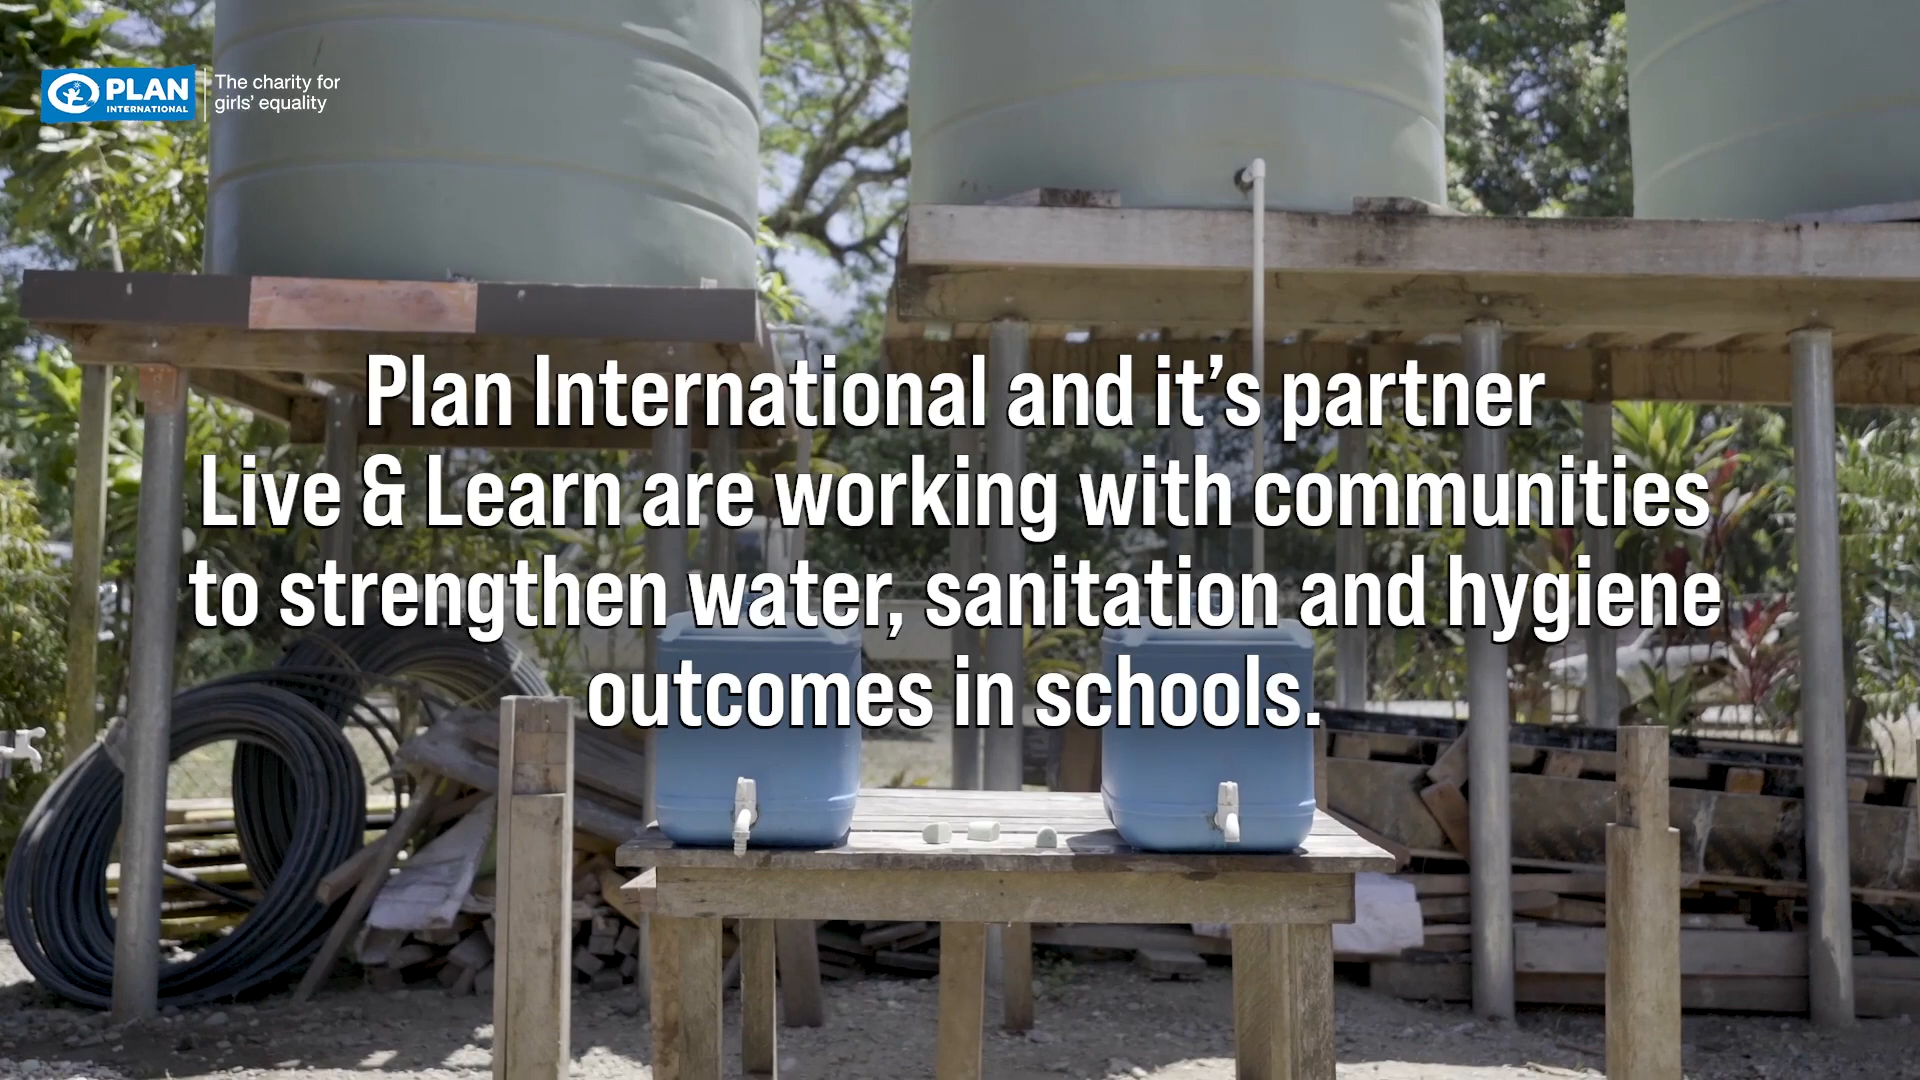 PLAN
INTERNATIONAL
The charity for
girls’ equality
Plan International and it’s partner
Live & Learn are working with communities
to strengthen water, sanitation and hygiene
outcomes in schools.